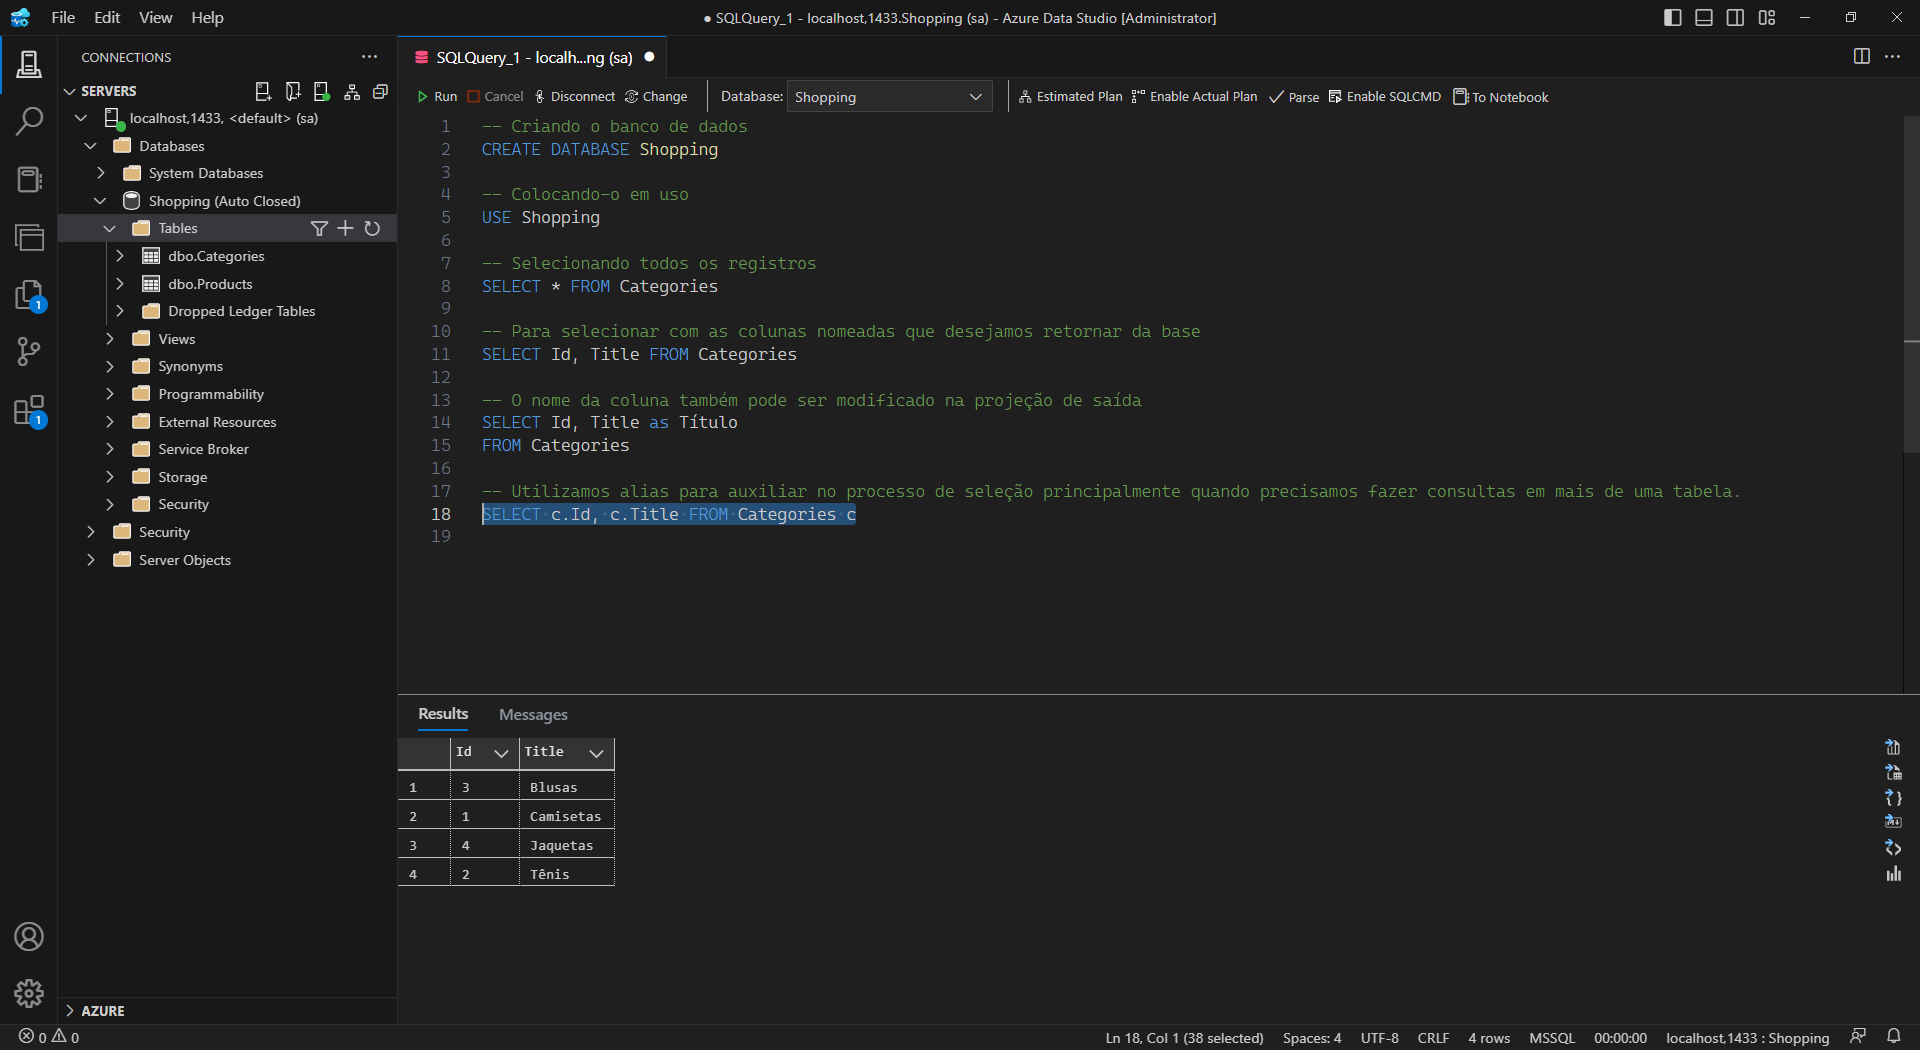 File Edit View Help
● SQLQuery_1 - localhost,1433.Shopping (sa) - Azure Data Studio [Administrator]
CONNECTIONS
SERVERS
localhost,1433, <default> (sa)
Databases
System Databases
Shopping (Auto Closed)
Tables
dbo.Categories
dbo.Products
Dropped Ledger Tables
Views
Synonyms
Programmability
External Resources
Service Broker
Storage
Security
Security
Server Objects
AZURE
1
1
SQLQuery_1 - localh...ng (sa) ●
Run Cancel Disconnect Change Database: Shopping Estimated Plan Enable Actual Plan Parse Enable SQLCMD To Notebook
1 -- Criando o banco de dados
2 CREATE DATABASE Shopping
3
4 -- Colocando-o em uso
5 USE Shopping
6
7 -- Selecionando todos os registros
8 SELECT * FROM Categories
9
10 -- Para selecionar com as colunas nomeadas que desejamos retornar da base
11 SELECT Id, Title FROM Categories
12
13 -- O nome da coluna também pode ser modificado na projeção de saída
14 SELECT Id, Title as Título
15 FROM Categories
16
17 -- Utilizamos alias para auxiliar no processo de seleção principalmente quando precisamos fazer consultas em mais de uma tabela.
18 SELECT c.Id, c.Title FROM Categories c
19
Results Messages
Id Title
1 3 Blusas
2 1 Camisetas
3 4 Jaquetas
4 2 Tênis
0 0 Ln 18, Col 1 (38 selected) Spaces: 4 UTF-8 CRLF 4 rows MSSQL 00:00:00 localhost,1433 : Shopping